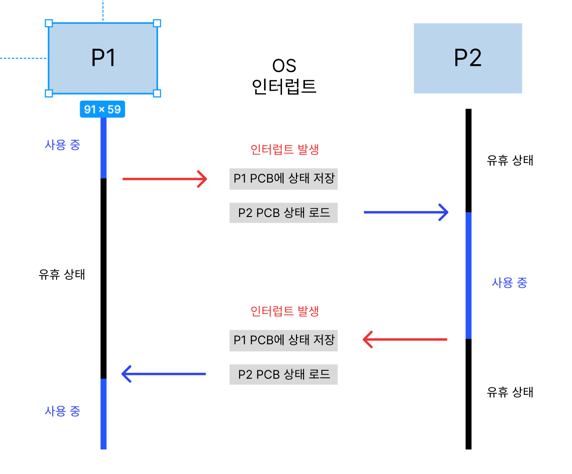 P1
OS
인터럽트
P2
91 × 59
사용 중
인터럽트 발생
유휴 상태
P1 PCB에 상태 저장
P2 PCB 상태 로드
유휴 상태
사용 중
인터럽트 발생
P1 PCB에 상태 저장
P2 PCB 상태 로드
유휴 상태
사용 중